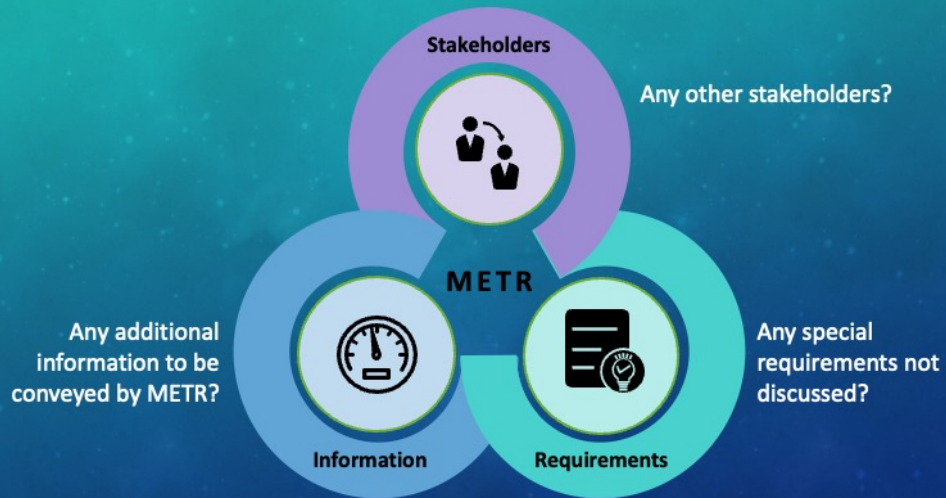 Stakeholders
Any other stakeholders?
METR
Any additional
information to be
conveyed by METR?
Any special
requirements not
discussed?
Information
Requirements